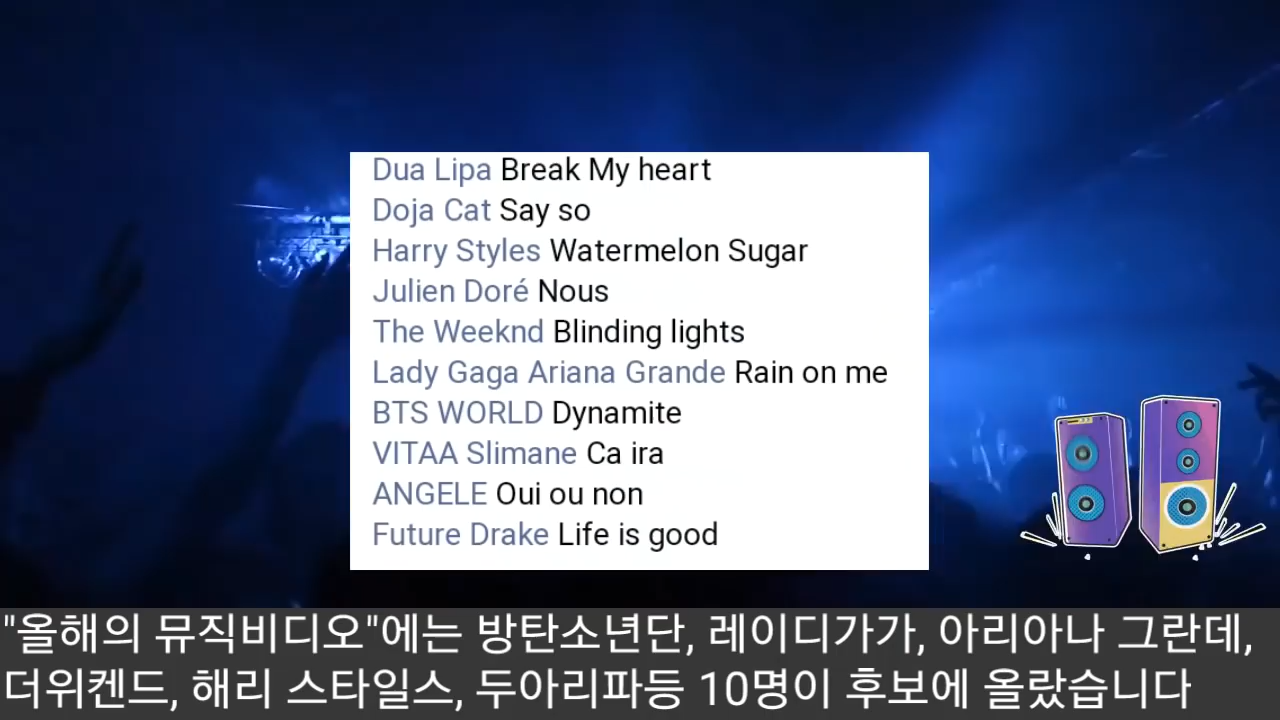 Dua Lipa Break My heart
Doja Cat Say so
Harry Styles Watermelon Sugar
Julien Doré Nous
The Weeknd Blinding lights
Lady Gaga Ariana Grande Rain on me
BTS WORLD Dynamite
VITAA Slimane Ca ira
ANGELE Oui ou non
Future Drake Life is good
"올해의 뮤직비디오"에는 방탄소년단, 레이디가가, 아리아나 그란데,
더위켄드, 해리 스타일스, 두아리파등 10명이 후보에 올랐습니다